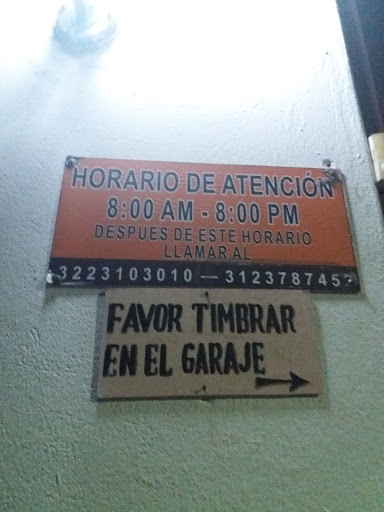 HORARIO DE ATENCIÓN
8:00 AM - 8:00 PM
DESPUES DE ESTE HORARIO
LLAMAR AL
3223103010 —
FAVOR TIMBRAR
EN EL GARAJE